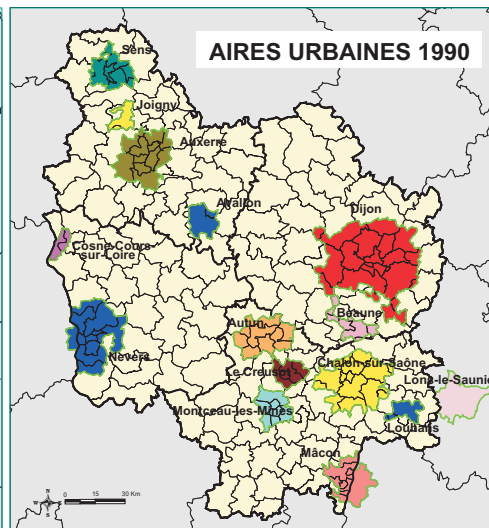 AIRES URBAINES 1990
Sens
Joigny
Auxerre
Avallon
Dijon
Cosne-Cours
-sur-Loire
Beaune
Autun
Nevers
Chalon-sur-Saône
Le Creusot
Lons-le-Saunie
Montceau-les-Mines
Louhans
Mâcon
N
S
0 15 30 Km